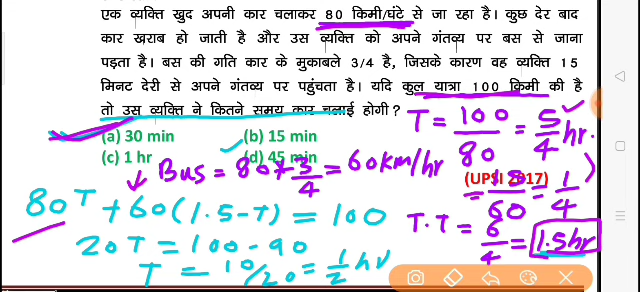 एक व्यक्ति खुद अपनी कार चलाकर 80 किमी/घंटे से जा रहा है। कुछ देर बाद
कार खराब हो जाती है और उस व्यक्ति को अपने गंतव्य पर बस से जाना
पड़ता है। बस की गति कार के मुकाबले 3/4 है, जिसके कारण वह व्यक्ति 15
मिनट देरी से अपने गंतव्य पर पहुंचता है। यदि कुल यात्रा 100 किमी की है
तो उस व्यक्ति ने कितने समय कार चलाई होगी?
T = 100/80 = 5/4 hr.
(a) 30 min (b) 15 min
(c) 1 hr (d) 45 min
Bus = 80 × 3/4 = 60 km/hr
(UPSI 2017)
= 15/60 = 1/4
80T + 60(1.5-T) = 100
T.T = 6/4 = 1.5hr
20T = 100-90
T = 10/20 = 1/2 hr